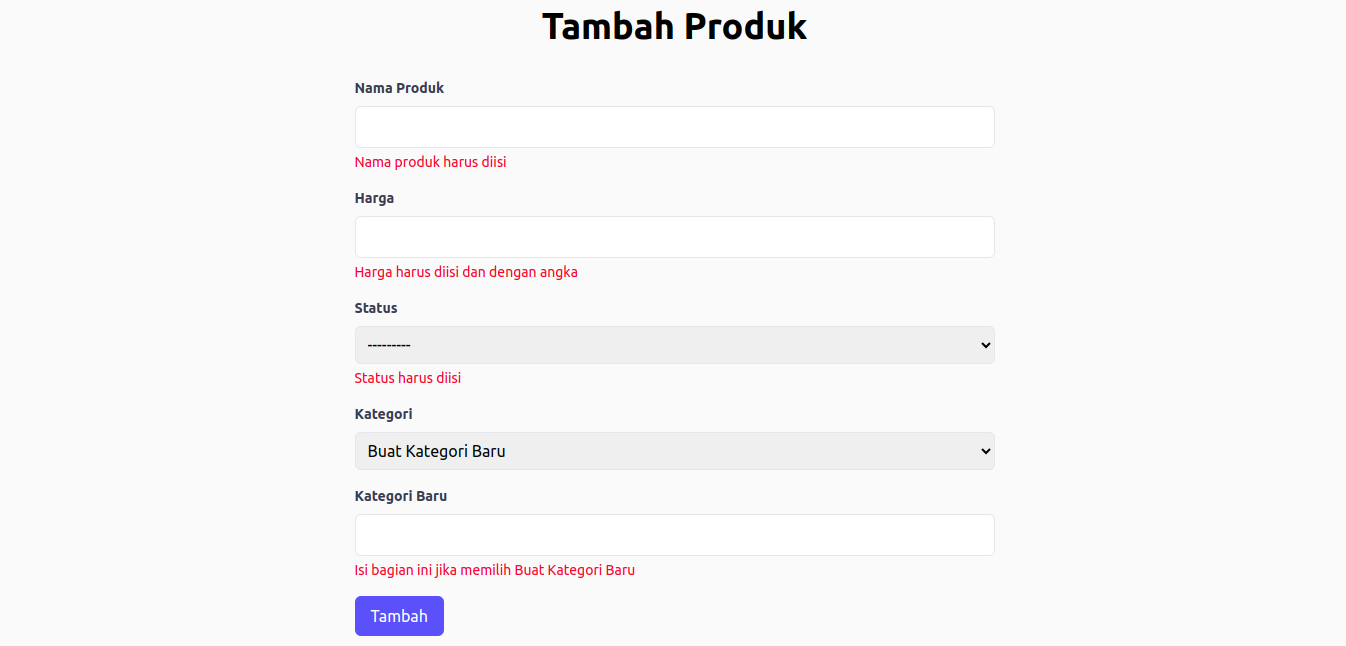 Tambah Produk
Nama Produk
Nama produk harus diisi
Harga
Harga harus diisi dan dengan angka
Status
---------
Status harus diisi
Kategori
Buat Kategori Baru
Kategori Baru
Isi bagian ini jika memilih Buat Kategori Baru
Tambah